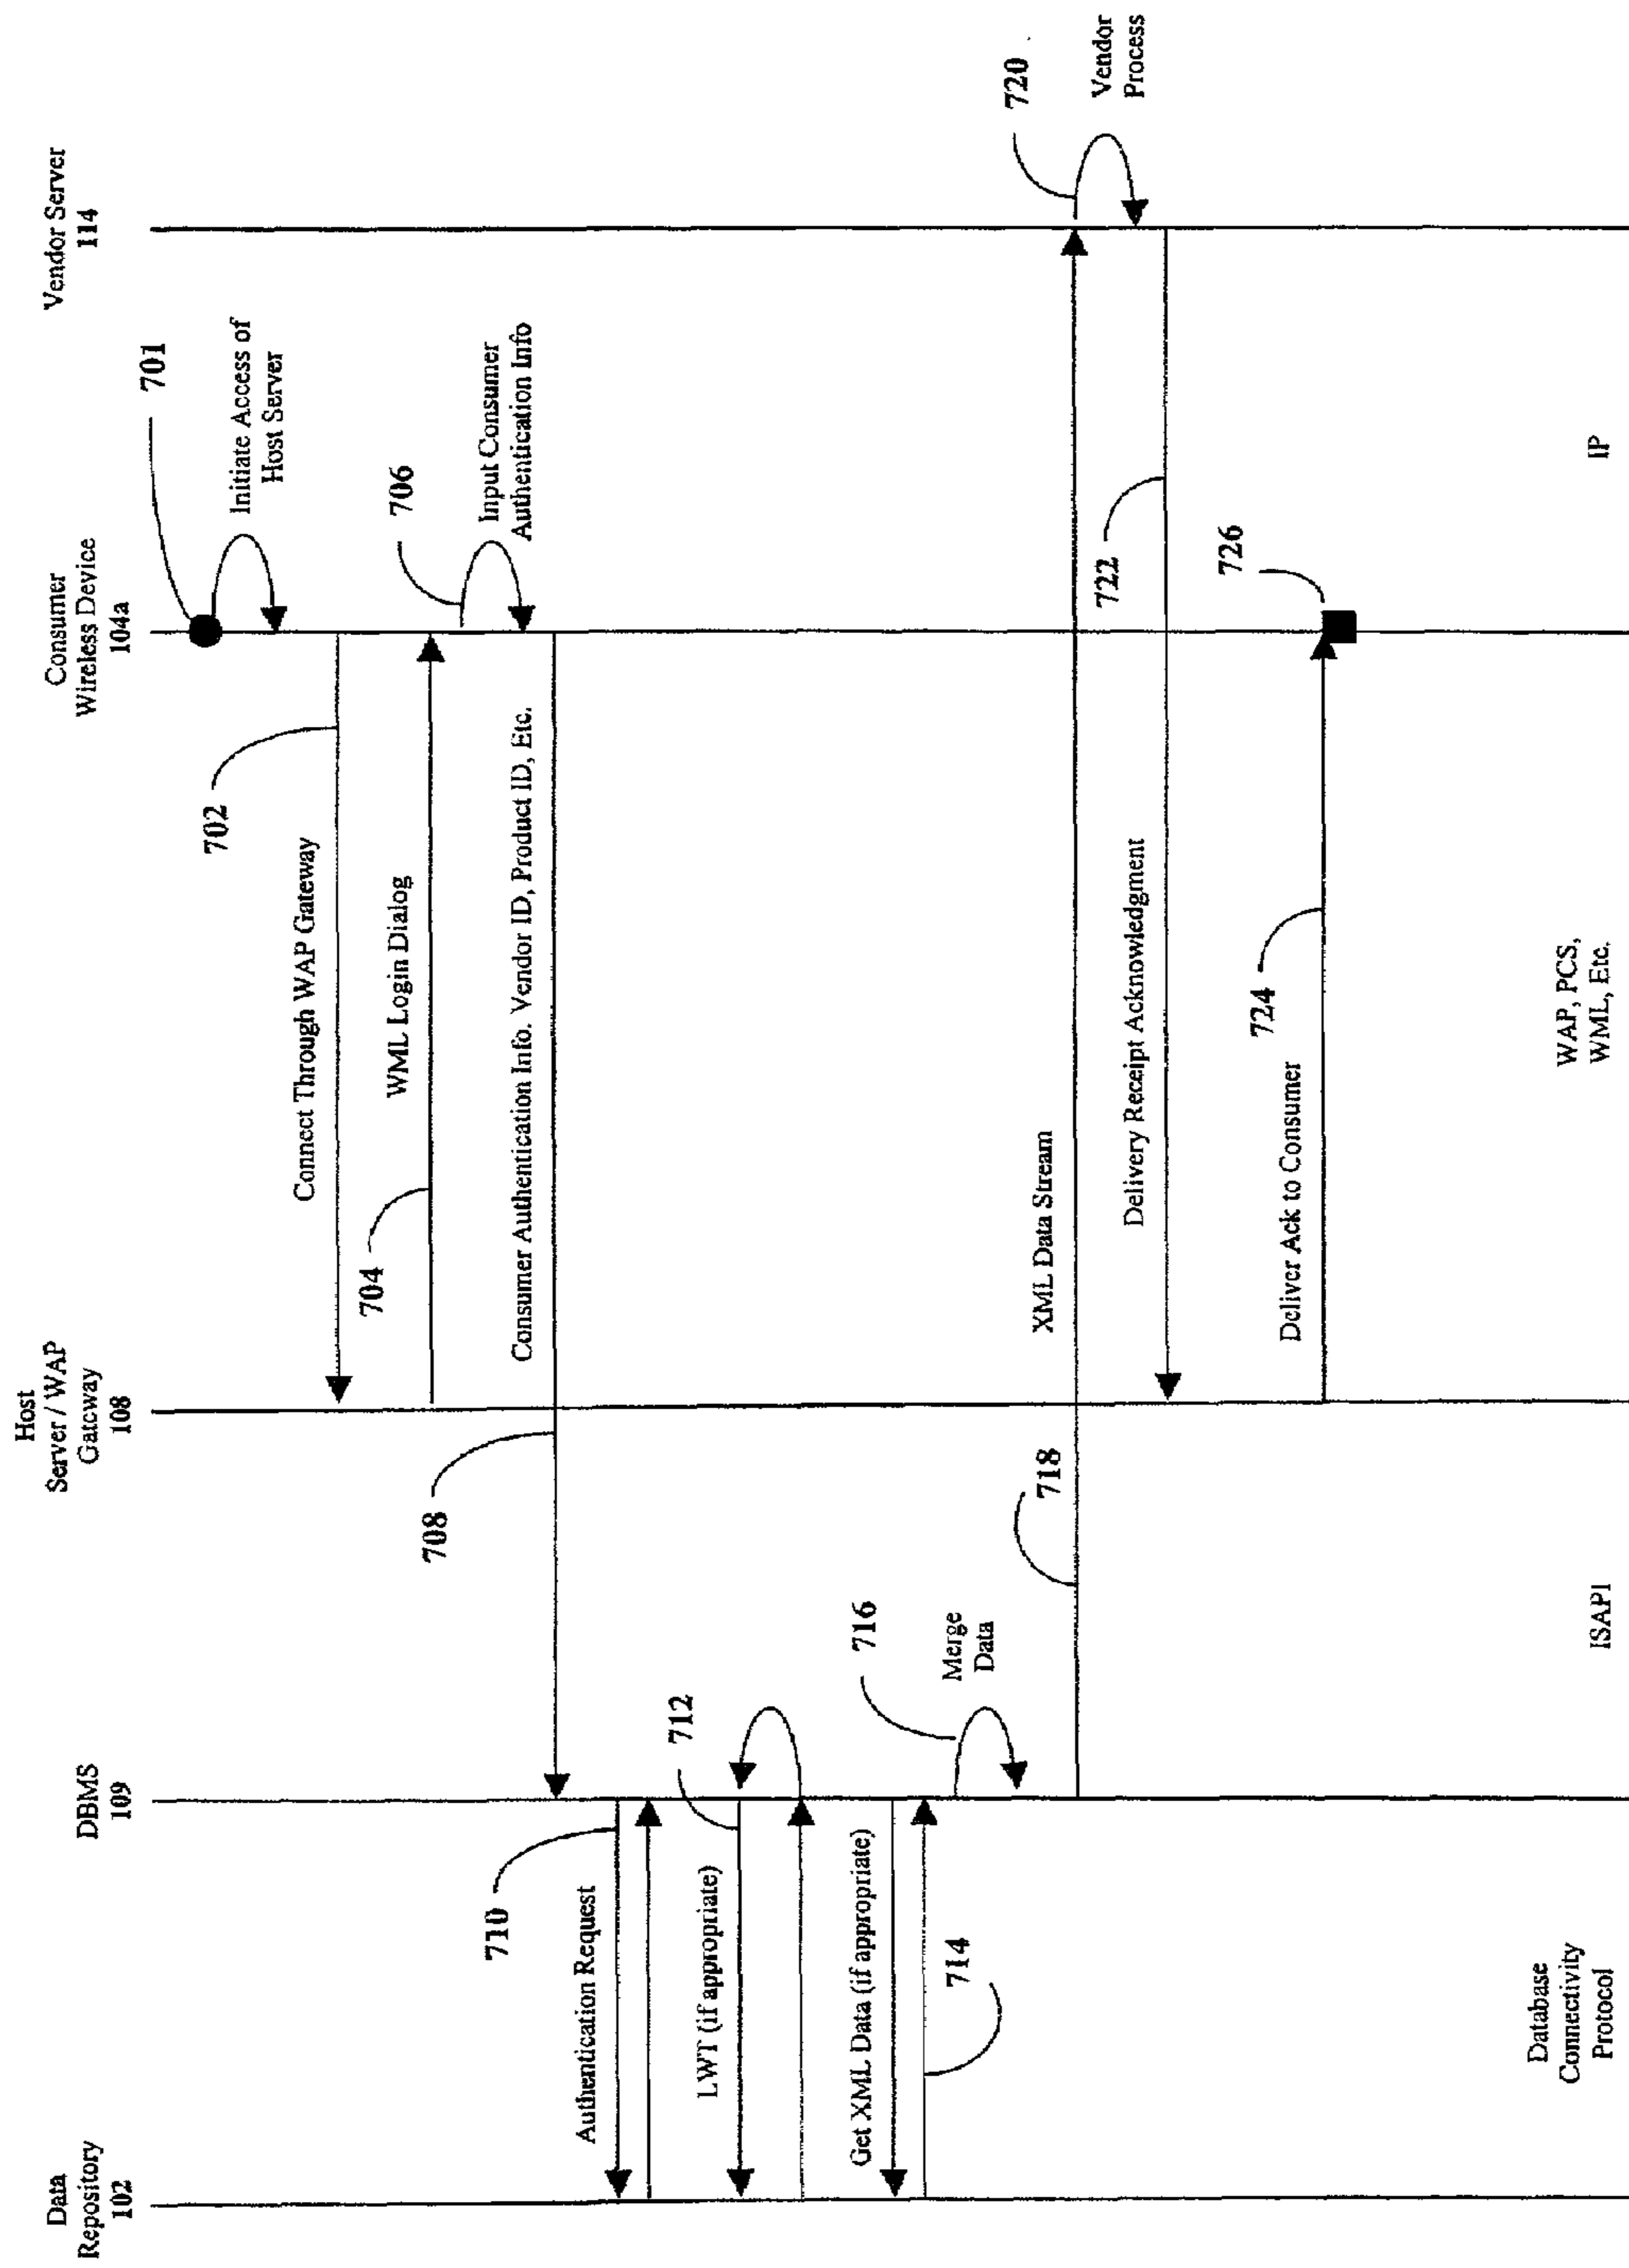 Data
Repository
102
DBMS
109
Host
Server / WAP
Gateway
108
Consumer
Wireless Device
104a
Vendor Server
114
701
Initiate Access of
Host Server
702
Connect Through WAP Gateway
704
WML Login Dialog
706
Input Consumer
Authentication Info
708
Consumer Authentication Info. Vendor ID, Product ID, Etc.
710
Authentication Request
712
LWT (if appropriate)
Get XML Data (if appropriate)
714
716
Merge
Data
718
XML Data Stream
720
Vendor
Process
722
Delivery Receipt Acknowledgment
724
Deliver Ack to Consumer
726
Database
Connectivity
Protocol
ISAPI
WAP, PCS,
WML, Etc.
IP